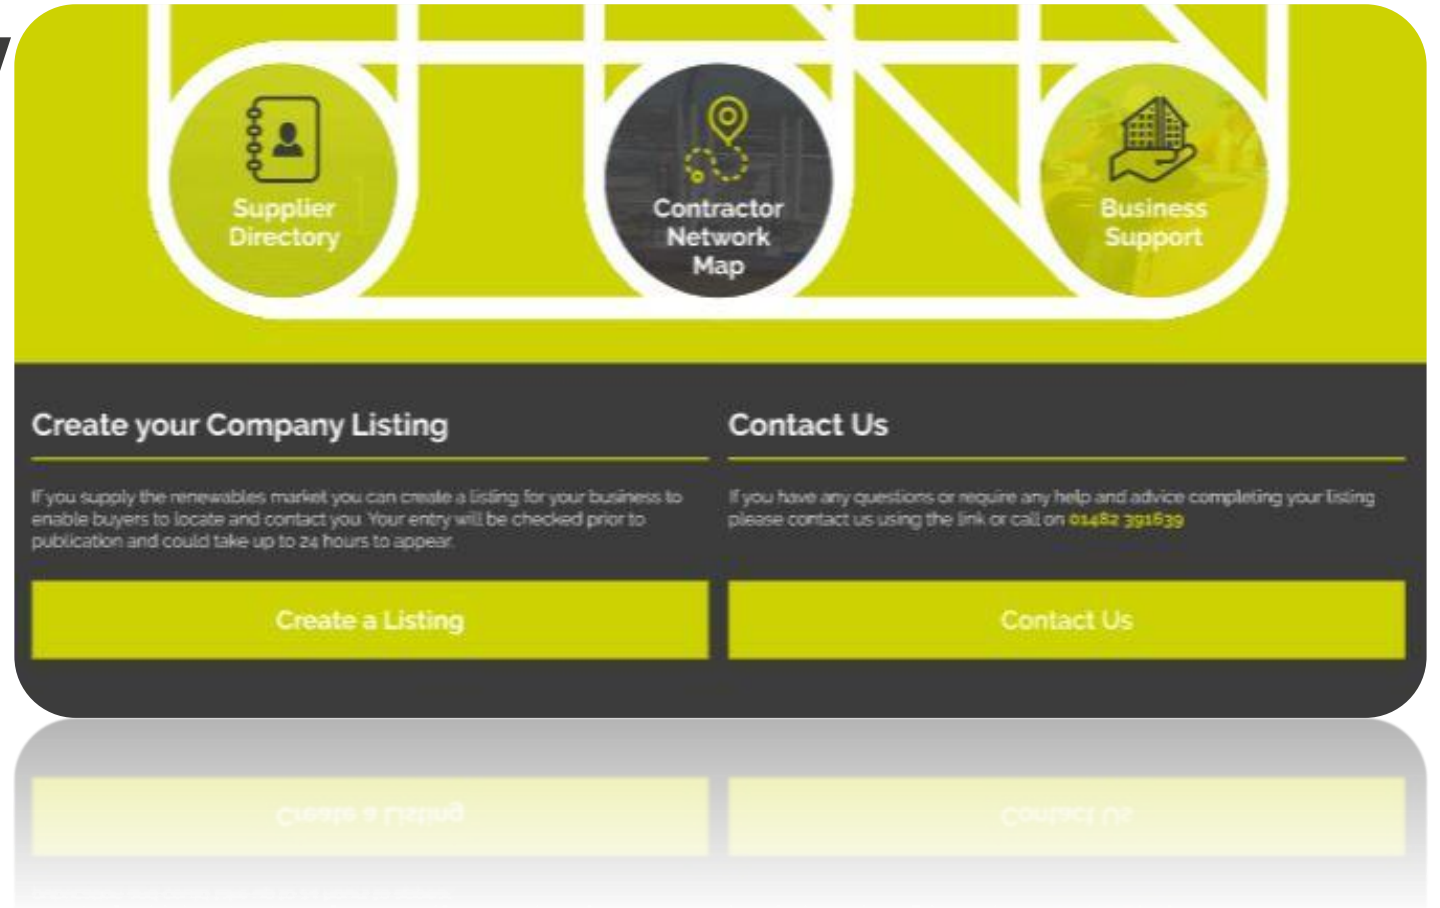 Supplier
Directory
Contractor
Network
Map
Business
Support
Create your Company Listing
If you supply the renewables market you can create a listing for your business to
enable buyers to locate and contact you. Your entry will be checked prior to
publication and could take up to 24 hours to appear.
Create a Listing
Contact Us
If you have any questions or require any help and advice completing your listing
please contact us using the link or call on 01482 391639
Contact Us